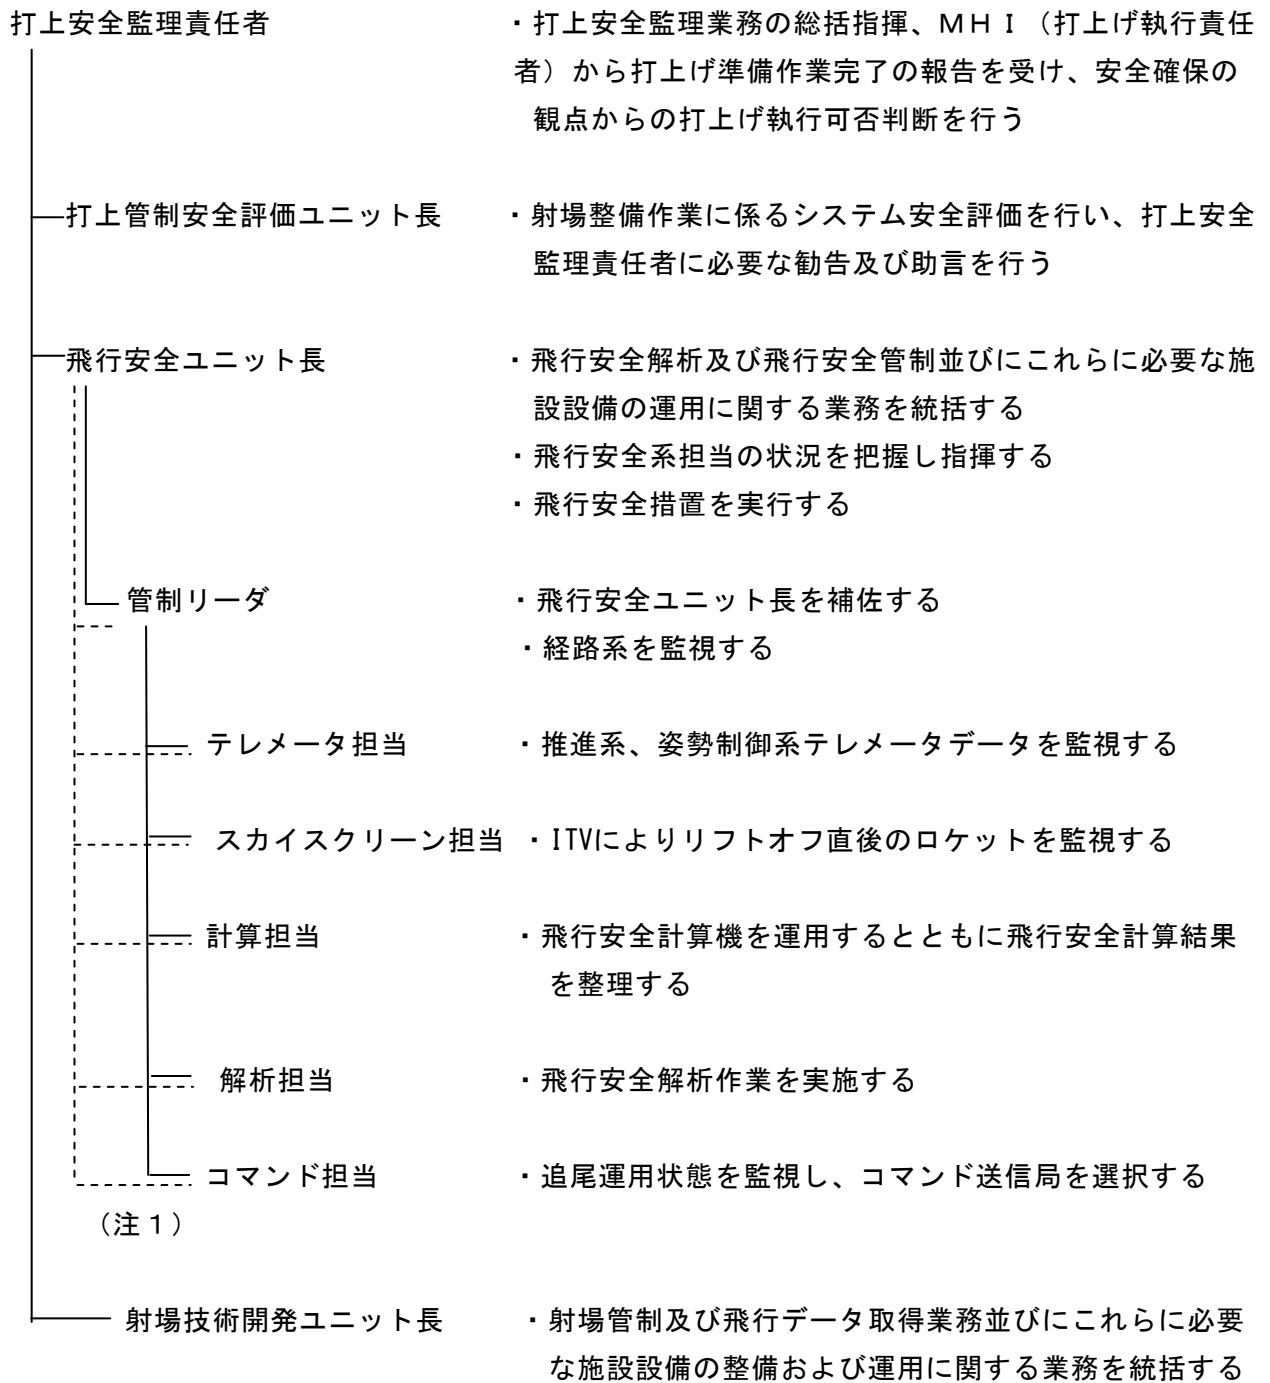 打上安全監理責任者 ・打上安全監理業務の総括指揮、ＭＨＩ（打上げ執行責任
者）から打上げ準備作業完了の報告を受け、安全確保の
観点からの打上げ執行可否判断を行う
打上管制安全評価ユニット長 ・射場整備作業に係るシステム安全評価を行い、打上安全
監理責任者に必要な勧告及び助言を行う
飛行安全ユニット長 ・飛行安全解析及び飛行安全管制並びにこれらに必要な施
設設備の運用に関する業務を統括する
・飛行安全系担当の状況を把握し指揮する
・飛行安全措置を実行する
管制リーダ ・飛行安全ユニット長を補佐する
・経路系を監視する
テレメータ担当 ・推進系、姿勢制御系テレメータデータを監視する
スカイスクリーン担当 ・ITVによりリフトオフ直後のロケットを監視する
計算担当 ・飛行安全計算機を運用するとともに飛行安全計算結果
を整理する
解析担当 ・飛行安全解析作業を実施する
コマンド担当 ・追尾運用状態を監視し、コマンド送信局を選択する
（注１）
射場技術開発ユニット長 ・射場管制及び飛行データ取得業務並びにこれらに必要
な施設設備の整備および運用に関する業務を統括する